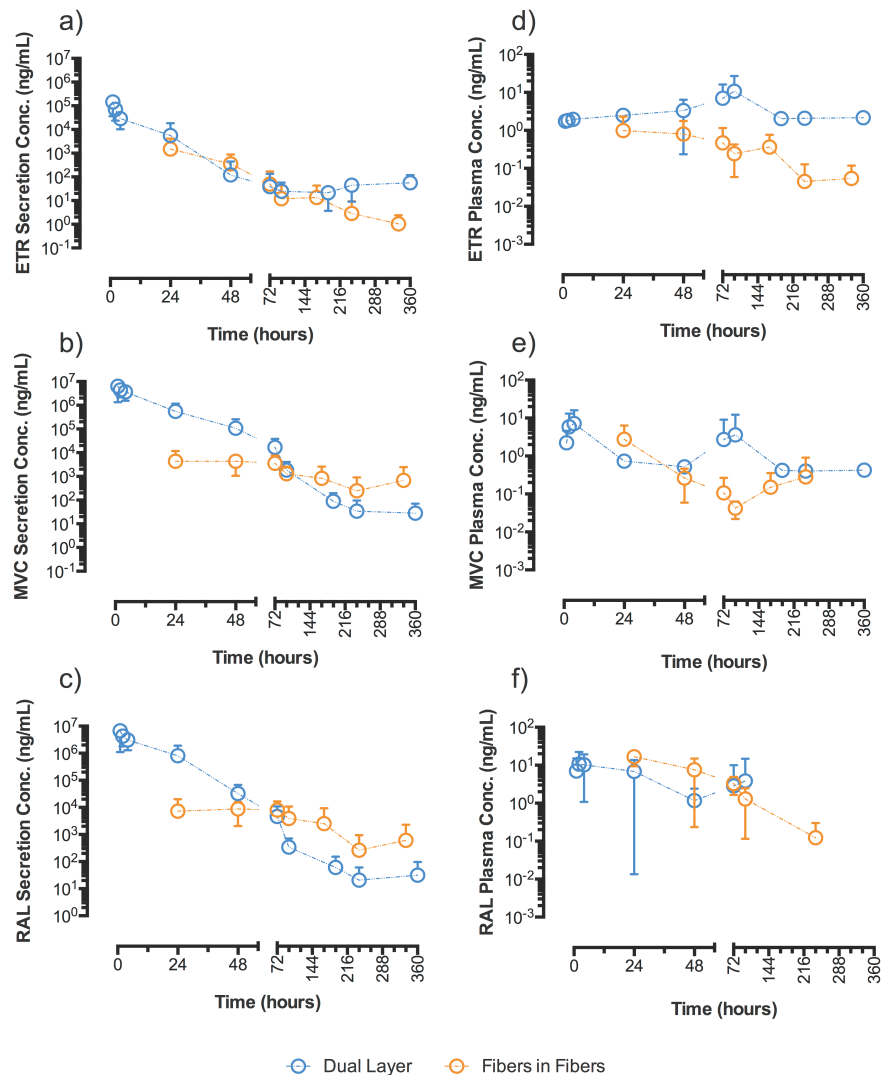 a)
ETR Secretion Conc. (ng/mL)
10^7
10^6
10^5
10^4
10^3
10^2
10^1
10^0
10^-1
0 24 48 72 144 216 288 360
Time (hours)
d)
ETR Plasma Conc. (ng/mL)
10^2
10^1
10^0
10^-1
10^-2
10^-3
0 24 48 72 144 216 288 360
Time (hours)
b)
MVC Secretion Conc. (ng/mL)
10^7
10^6
10^5
10^4
10^3
10^2
10^1
10^0
10^-1
0 24 48 72 144 216 288 360
Time (hours)
e)
MVC Plasma Conc. (ng/mL)
10^2
10^1
10^0
10^-1
10^-2
10^-3
0 24 48 72 144 216 288 360
Time (hours)
c)
RAL Secretion Conc. (ng/mL)
10^7
10^6
10^5
10^4
10^3
10^2
10^1
10^0
0 24 48 72 144 216 288 360
Time (hours)
f)
RAL Plasma Conc. (ng/mL)
10^2
10^1
10^0
10^-1
10^-2
10^-3
0 24 48 72 144 216 288 360
Time (hours)
Dual Layer Fibers in Fibers